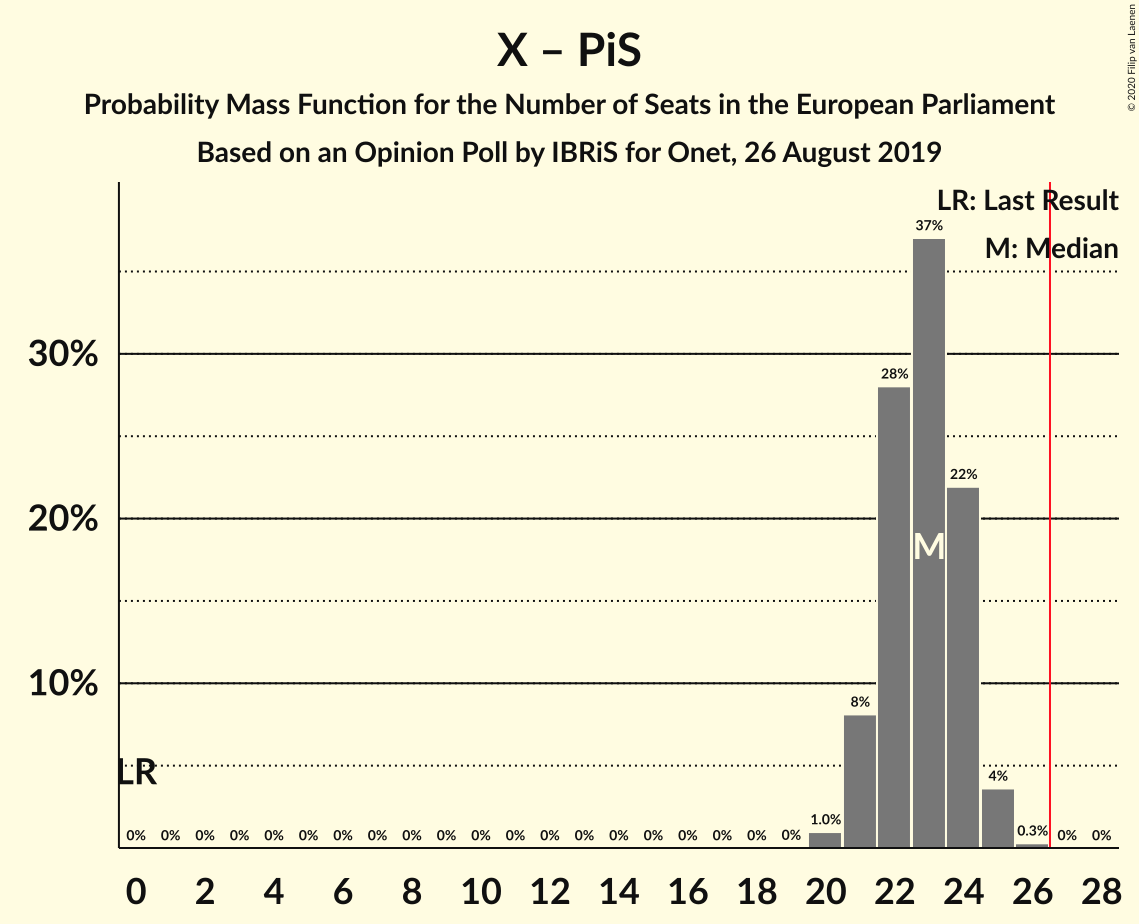 X – PiS
Probability Mass Function for the Number of Seats in the European Parliament
Based on an Opinion Poll by IBRiS for Onet, 26 August 2019
© 2020 Filip van Laenen
LR: Last Result
M: Median
37%
30%
28%
22%
20%
M
10%
8%
LR
4%
0% 0% 0% 0% 0% 0% 0% 0% 0% 0% 0% 0% 0% 0% 0% 0% 0% 0% 0% 0% 1.0% 0.3% 0% 0%
0 2 4 6 8 10 12 14 16 18 20 22 24 26 28